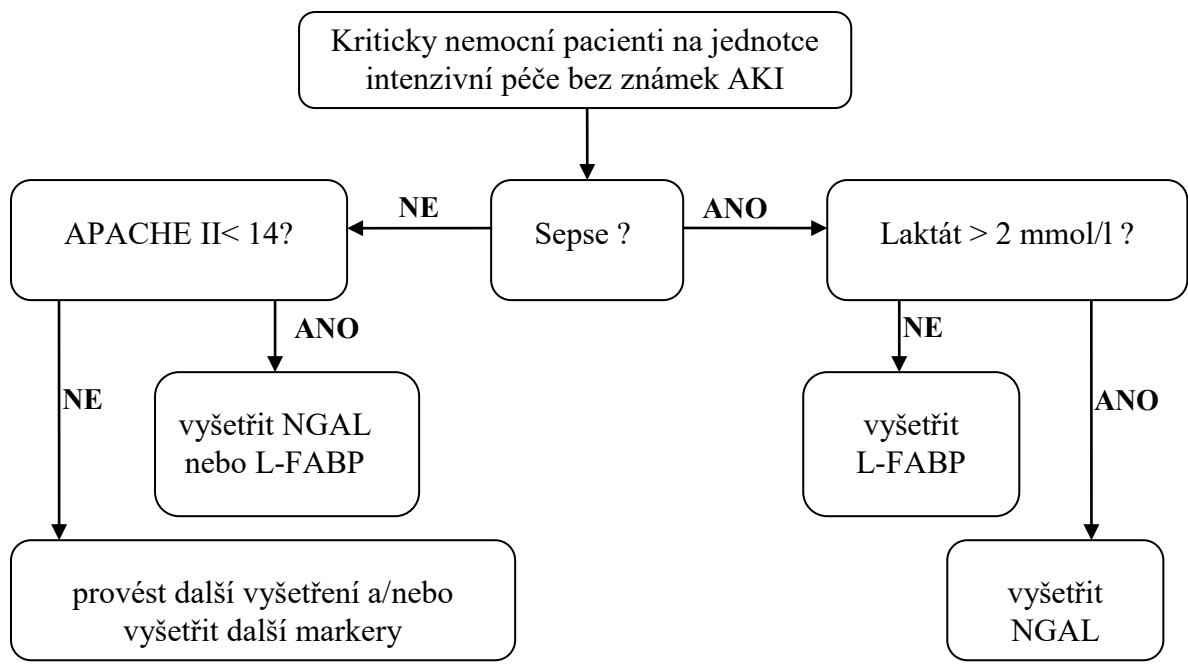 Kriticky nemocní pacienti na jednotce
intenzivní péče bez známek AKI
NE
ANO
APACHE II< 14?
Sepse ?
Laktát > 2 mmol/l ?
ANO
NE
NE
ANO
vyšetřit NGAL
nebo L-FABP
vyšetřit
L-FABP
provést další vyšetření a/nebo
vyšetřit další markery
vyšetřit
NGAL